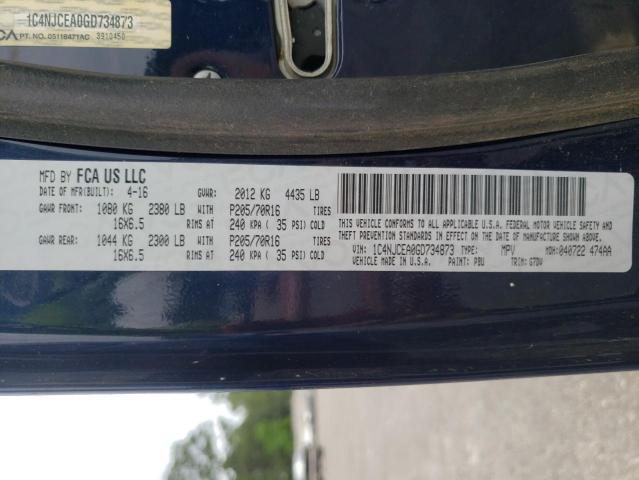 1C4NJCEA0GD734873
CA PT. NO. 05116471AC 3910450
MFD BY FCA US LLC
DATE OF MFR(BUILT): 4-16 GVWR: 2012 KG 4435 LB
GAWR FRONT: 1080 KG 2380 LB WITH P205/70R16 TIRES
16X6.5 RIMS AT 240 KPA ( 35 PSI) COLD
GAWR REAR: 1044 KG 2300 LB WITH P205/70R16 TIRES
16X6.5 RIMS AT 240 KPA ( 35 PSI) COLD
THIS VEHICLE CONFORMS TO ALL APPLICABLE U.S.A. FEDERAL MOTOR VEHICLE SAFETY AND
THEFT PREVENTION STANDARDS IN EFFECT ON THE DATE OF MANUFACTURE SHOWN ABOVE.
VIN: 1C4NJCEA0GD734873 TYPE: MPV MDH: 040722 474AA
VEHICLE MADE IN U.S.A. PAINT: PBU TRIM: G7DV